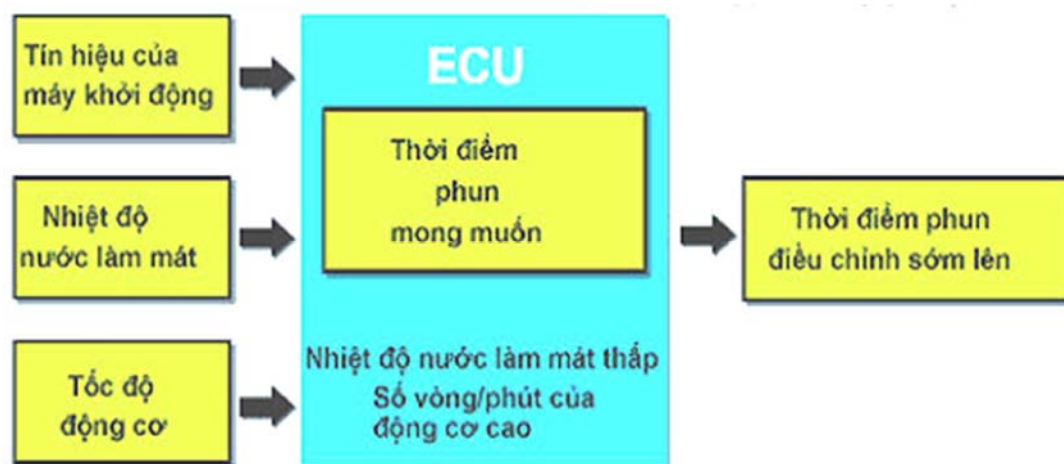 Tín hiệu của
máy khởi động
Nhiệt độ
nước làm mát
Tốc độ
động cơ
ECU
Thời điểm
phun
mong muốn
Nhiệt độ nước làm mát thấp
Số vòng/phút của
động cơ cao
Thời điểm phun
điều chỉnh sớm lên